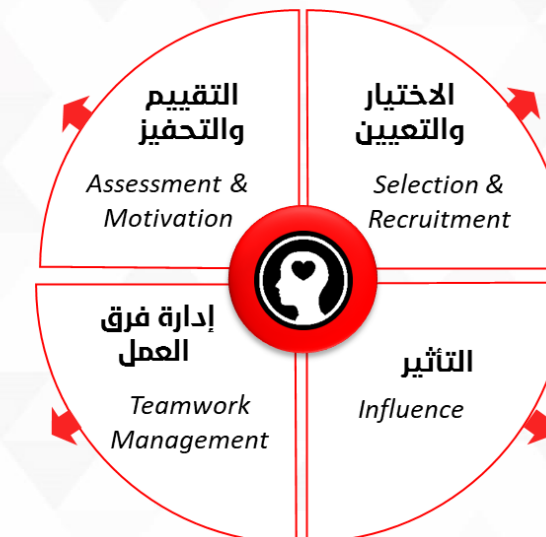 التقييم
والتحفيز
Assessment &
Motivation
الاختيار
والتعيين
Selection &
Recruitment
إدارة فرق
العمل
Teamwork
Management
التأثير
Influence